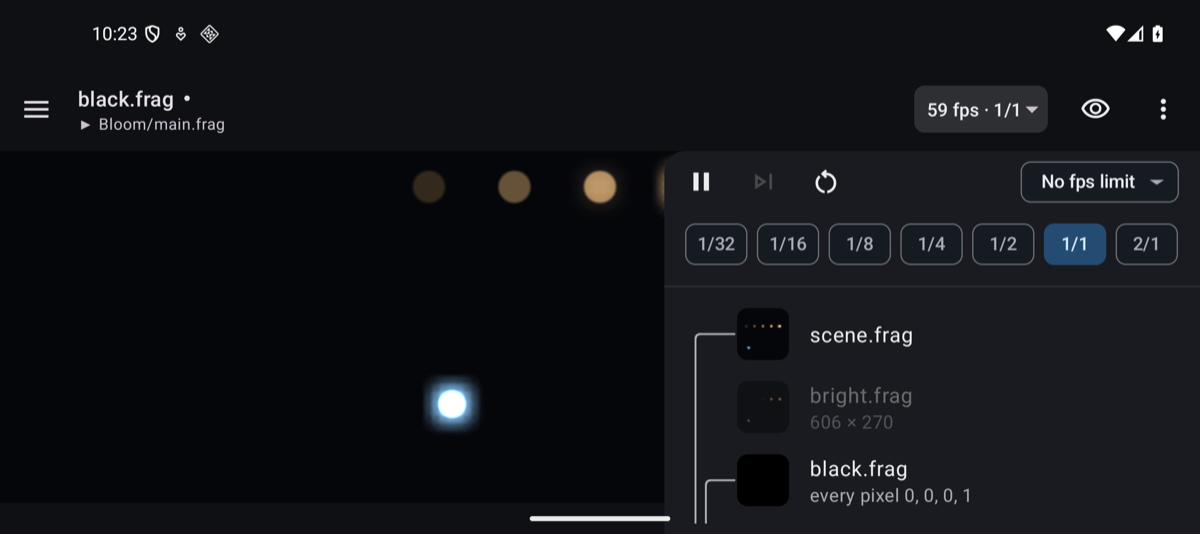 10:23
black.frag •
▶ Bloom/main.frag
59 fps · 1/1
No fps limit
1/32 1/16 1/8 1/4 1/2 1/1 2/1
scene.frag
bright.frag
606 × 270
black.frag
every pixel 0, 0, 0, 1